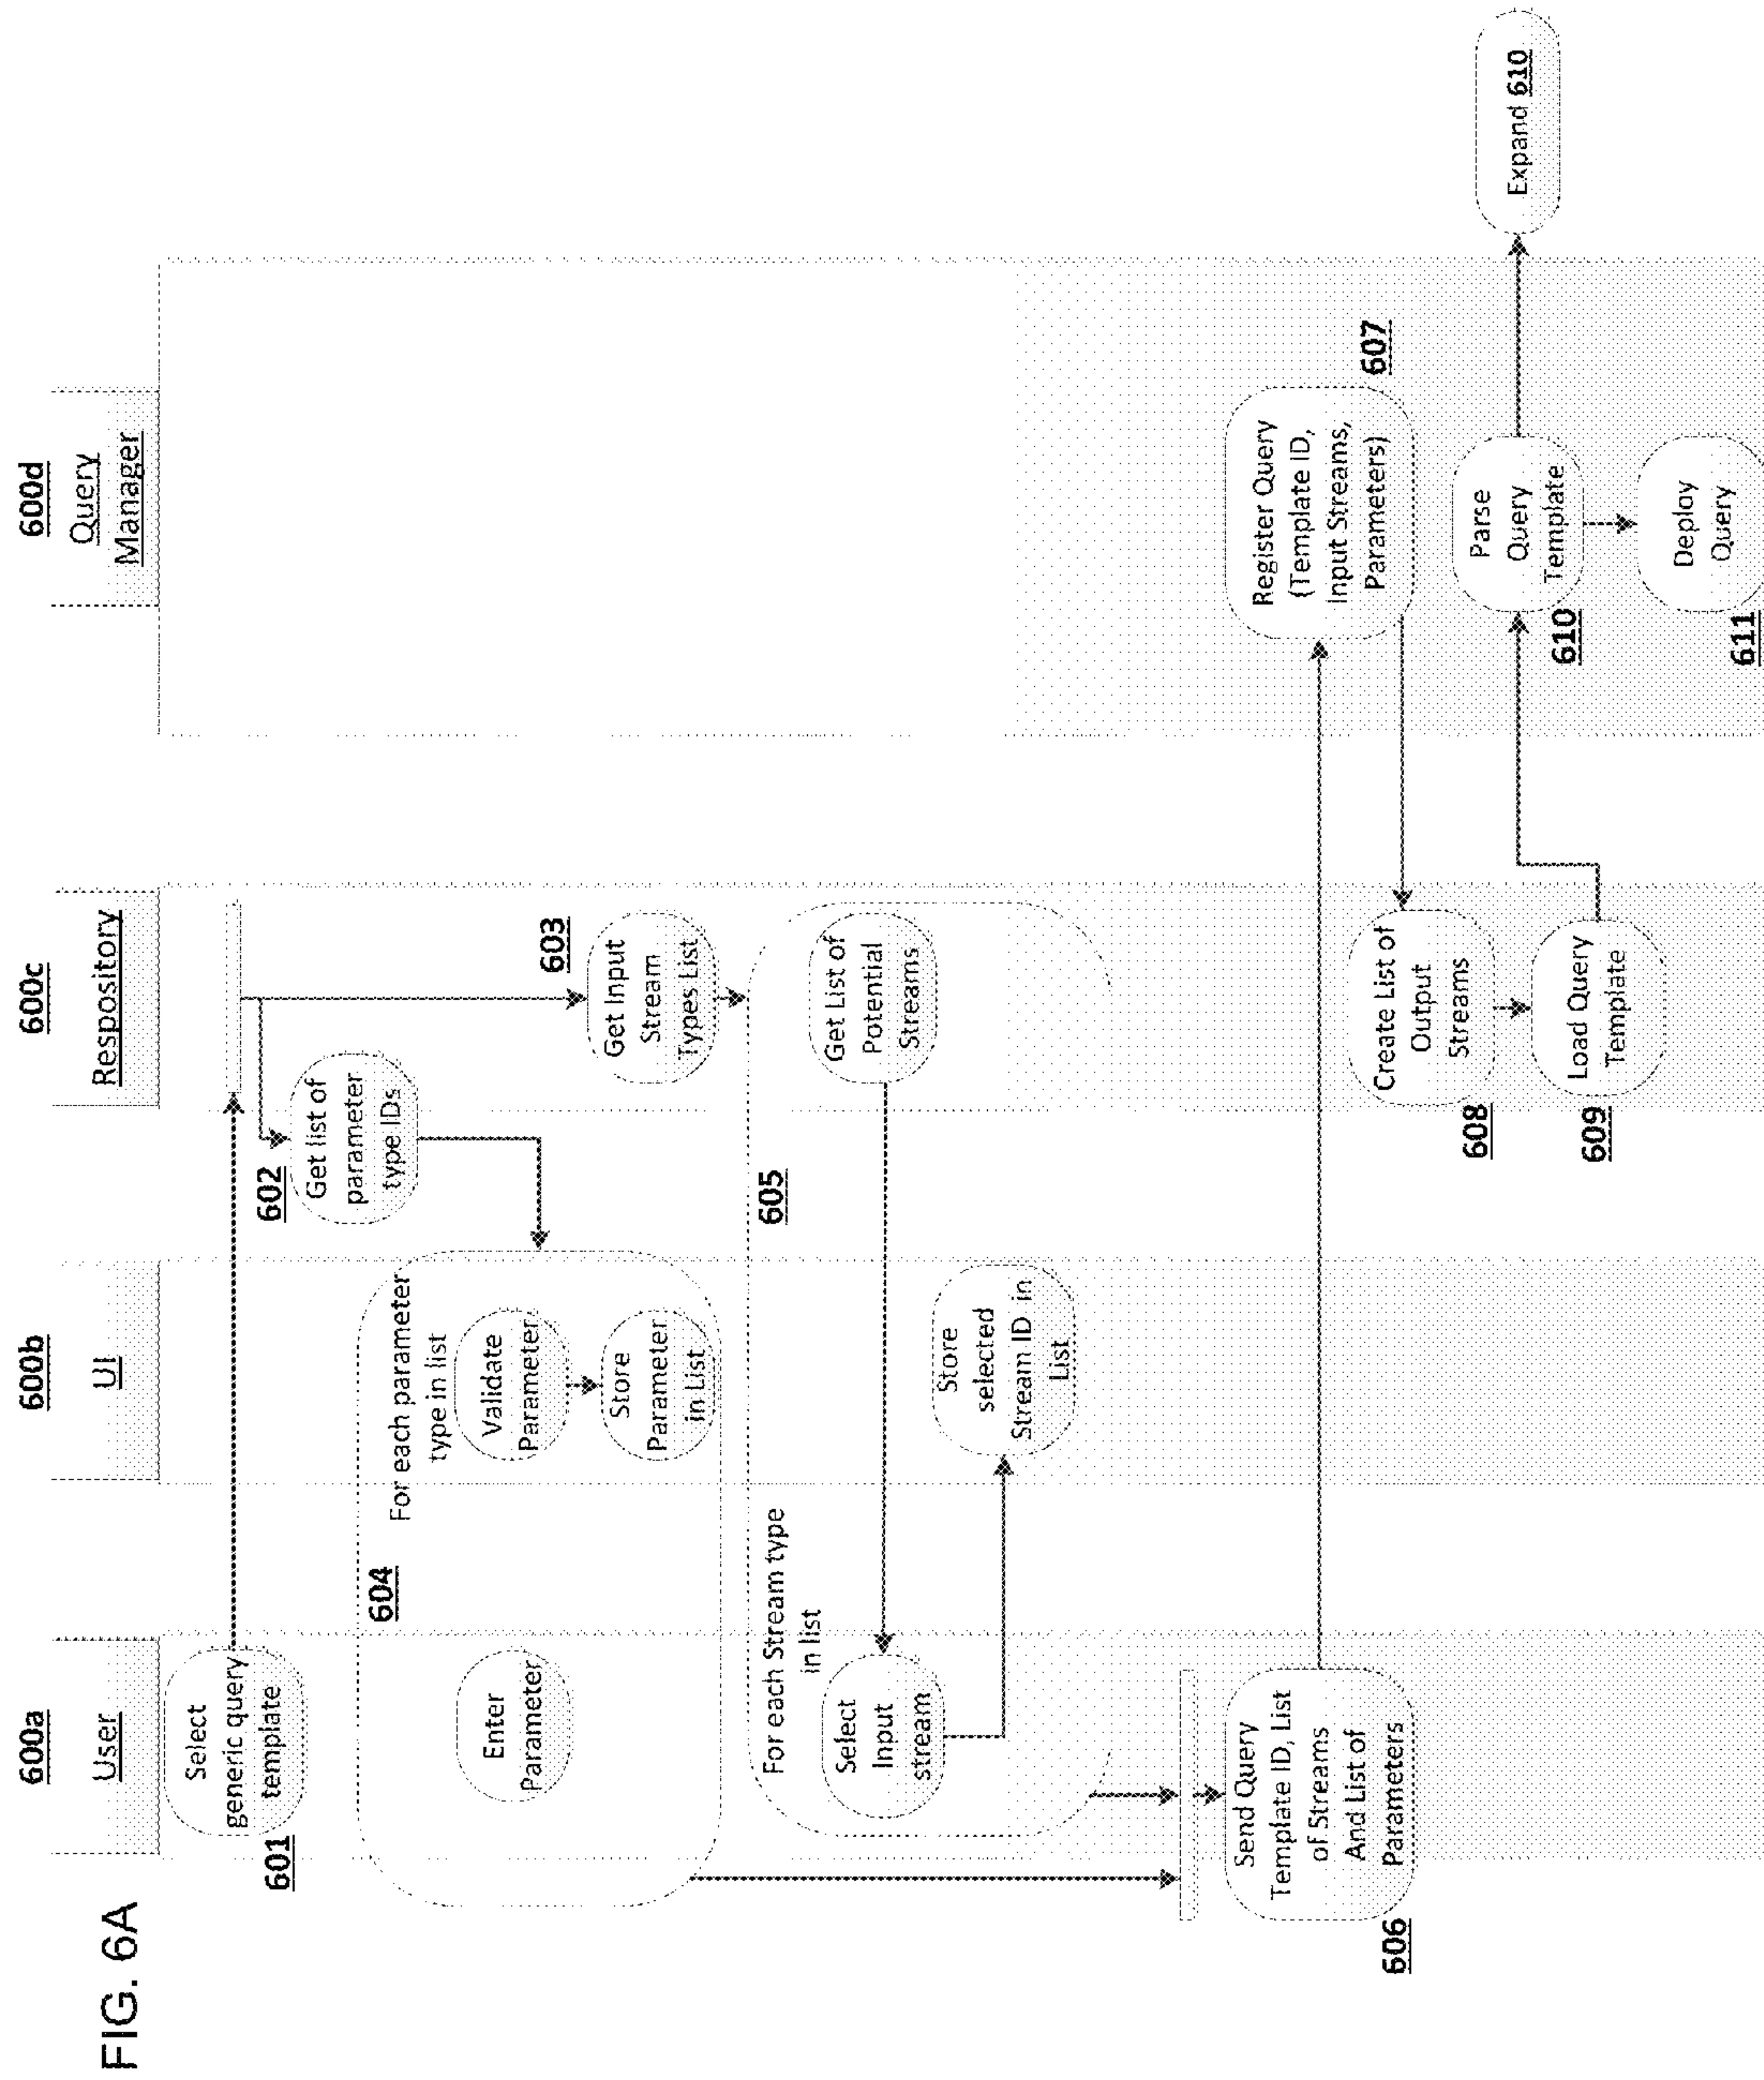 FIG. 6A
600a
User
600b
UI
600c
Respository
600d
Query
Manager
Select
generic query
template
601
602
Get list of
parameter
type IDs
603
Get Input
Stream
Types List
604
For each parameter
type in list
Enter
Parameter
Validate
Parameter
Store
Parameter
in List
605
For each Stream type
in list
Get List of
Potential
Streams
Select
Input
stream
Store
selected
Stream ID in
List
Send Query
Template ID, List
of Streams
And List of
Parameters
606
Register Query
(Template ID,
Input Streams,
Parameters)
607
Create List of
Output
Streams
608
Load Query
Template
609
Parse
Query
Template
610
Expand 610
Deploy
Query
611